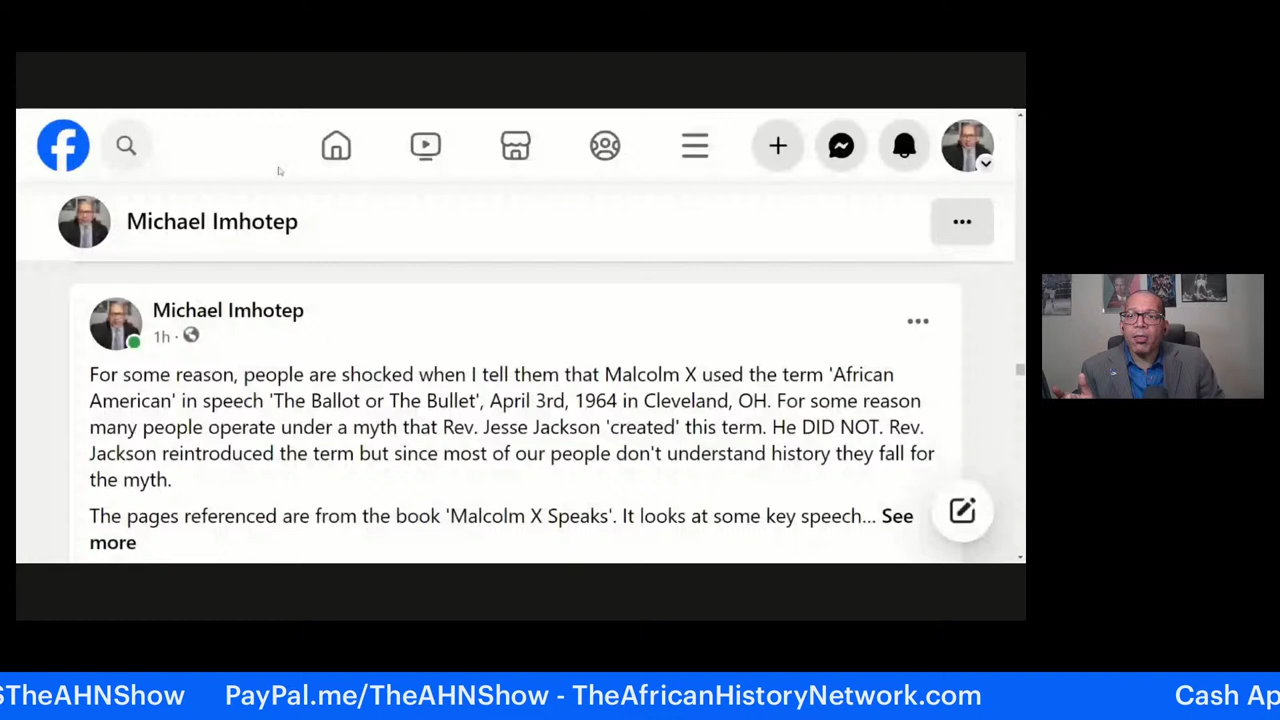 Michael Imhotep
Michael Imhotep
1h ·
For some reason, people are shocked when I tell them that Malcolm X used the term 'African
American' in speech 'The Ballot or The Bullet', April 3rd, 1964 in Cleveland, OH. For some reason
many people operate under a myth that Rev. Jesse Jackson 'created' this term. He DID NOT. Rev.
Jackson reintroduced the term but since most of our people don't understand history they fall for
the myth.
The pages referenced are from the book 'Malcolm X Speaks'. It looks at some key speech... See
more
$TheAHNShow PayPal.me/TheAHNShow - TheAfricanHistoryNetwork.com Cash Ap